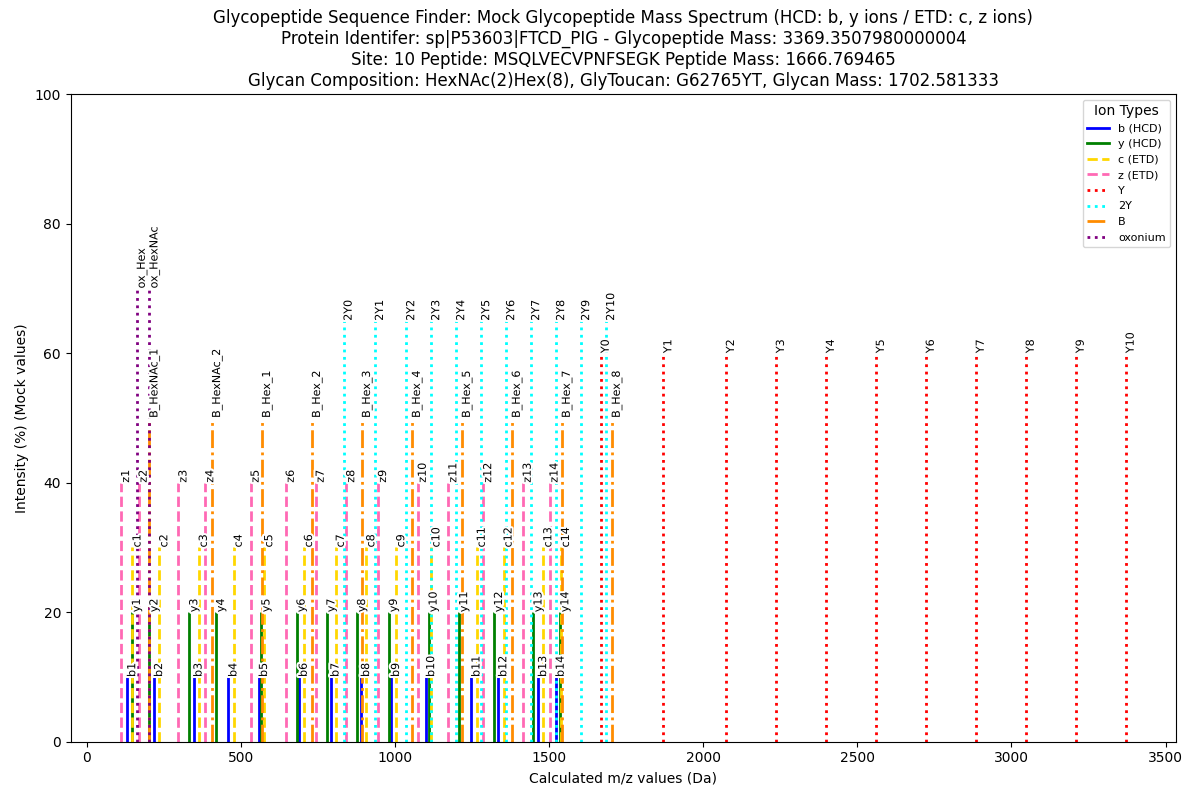 Glycopeptide Sequence Finder: Mock Glycopeptide Mass Spectrum (HCD: b, y ions / ETD: c, z ions)
Protein Identifer: sp|P53603|FTCD_PIG - Glycopeptide Mass: 3369.3507980000004
Site: 10 Peptide: MSQLVECVPNFSEGK Peptide Mass: 1666.769465
Glycan Composition: HexNAc(2)Hex(8), GlyToucan: G62765YT, Glycan Mass: 1702.581333
100
80
60
40
20
0
Intensity (%) (Mock values)
Ion Types
b (HCD)
y (HCD)
c (ETD)
z (ETD)
Y
2Y
B
oxonium
ox_Hex
ox_HexNAc
2Y0
2Y1
2Y2
2Y3
2Y4
2Y5
2Y6
2Y7
2Y8
2Y9
2Y10
Y0
Y1
Y2
Y3
Y4
Y5
Y6
Y7
Y8
Y9
Y10
B_HexNAc_1
B_HexNAc_2
B_Hex_1
B_Hex_2
B_Hex_3
B_Hex_4
B_Hex_5
B_Hex_6
B_Hex_7
B_Hex_8
z1
z2
z3
z4
z5
z6
z7
z8
z9
z10
z11
z12
z13
z14
c1
c2
c3
c4
c5
c6
c7
c8
c9
c10
c11
c12
c13
c14
y1
y2
y3
y4
y5
y6
y7
y8
y9
y10
y11
y12
y13
y14
b1
b2
b3
b4
b5
b6
b7
b8
b9
b10
b11
b12
b13
b14
0
500
1000
1500
2000
2500
3000
3500
Calculated m/z values (Da)